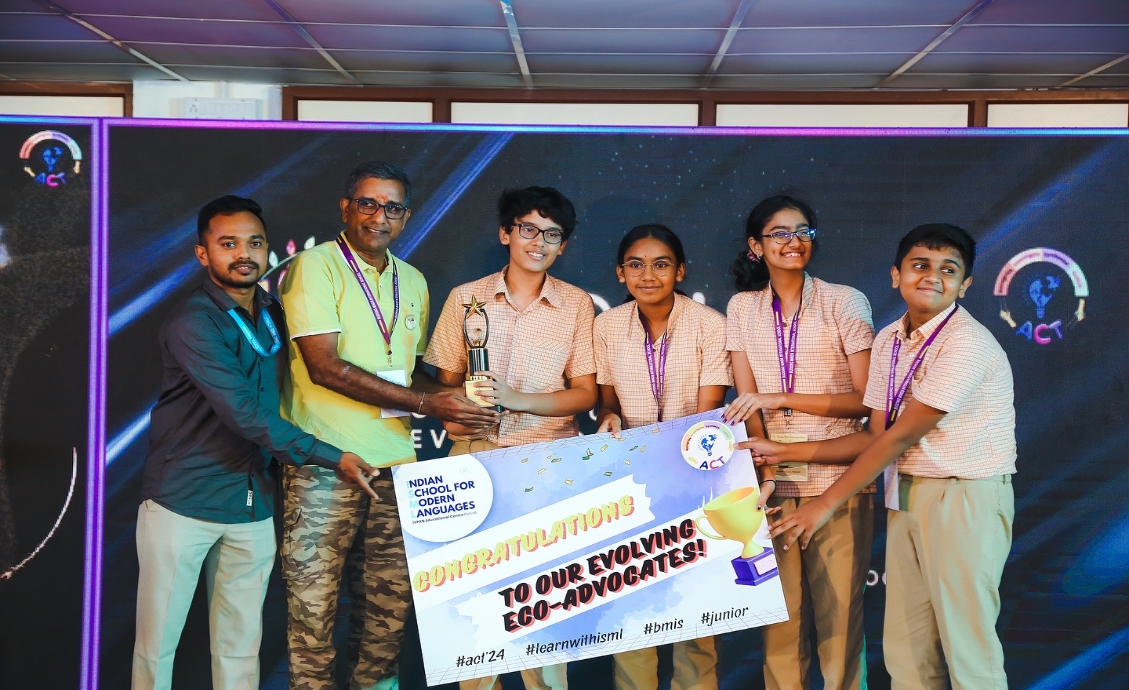 ACT
ACT
INDIAN
SCHOOL FOR
MODERN
LANGUAGES
ACT
CONGRATULATIONS
TO OUR EVOLVING
ECO-ADVOCATES!
#act'24 #learnwithisml #bmis #junior